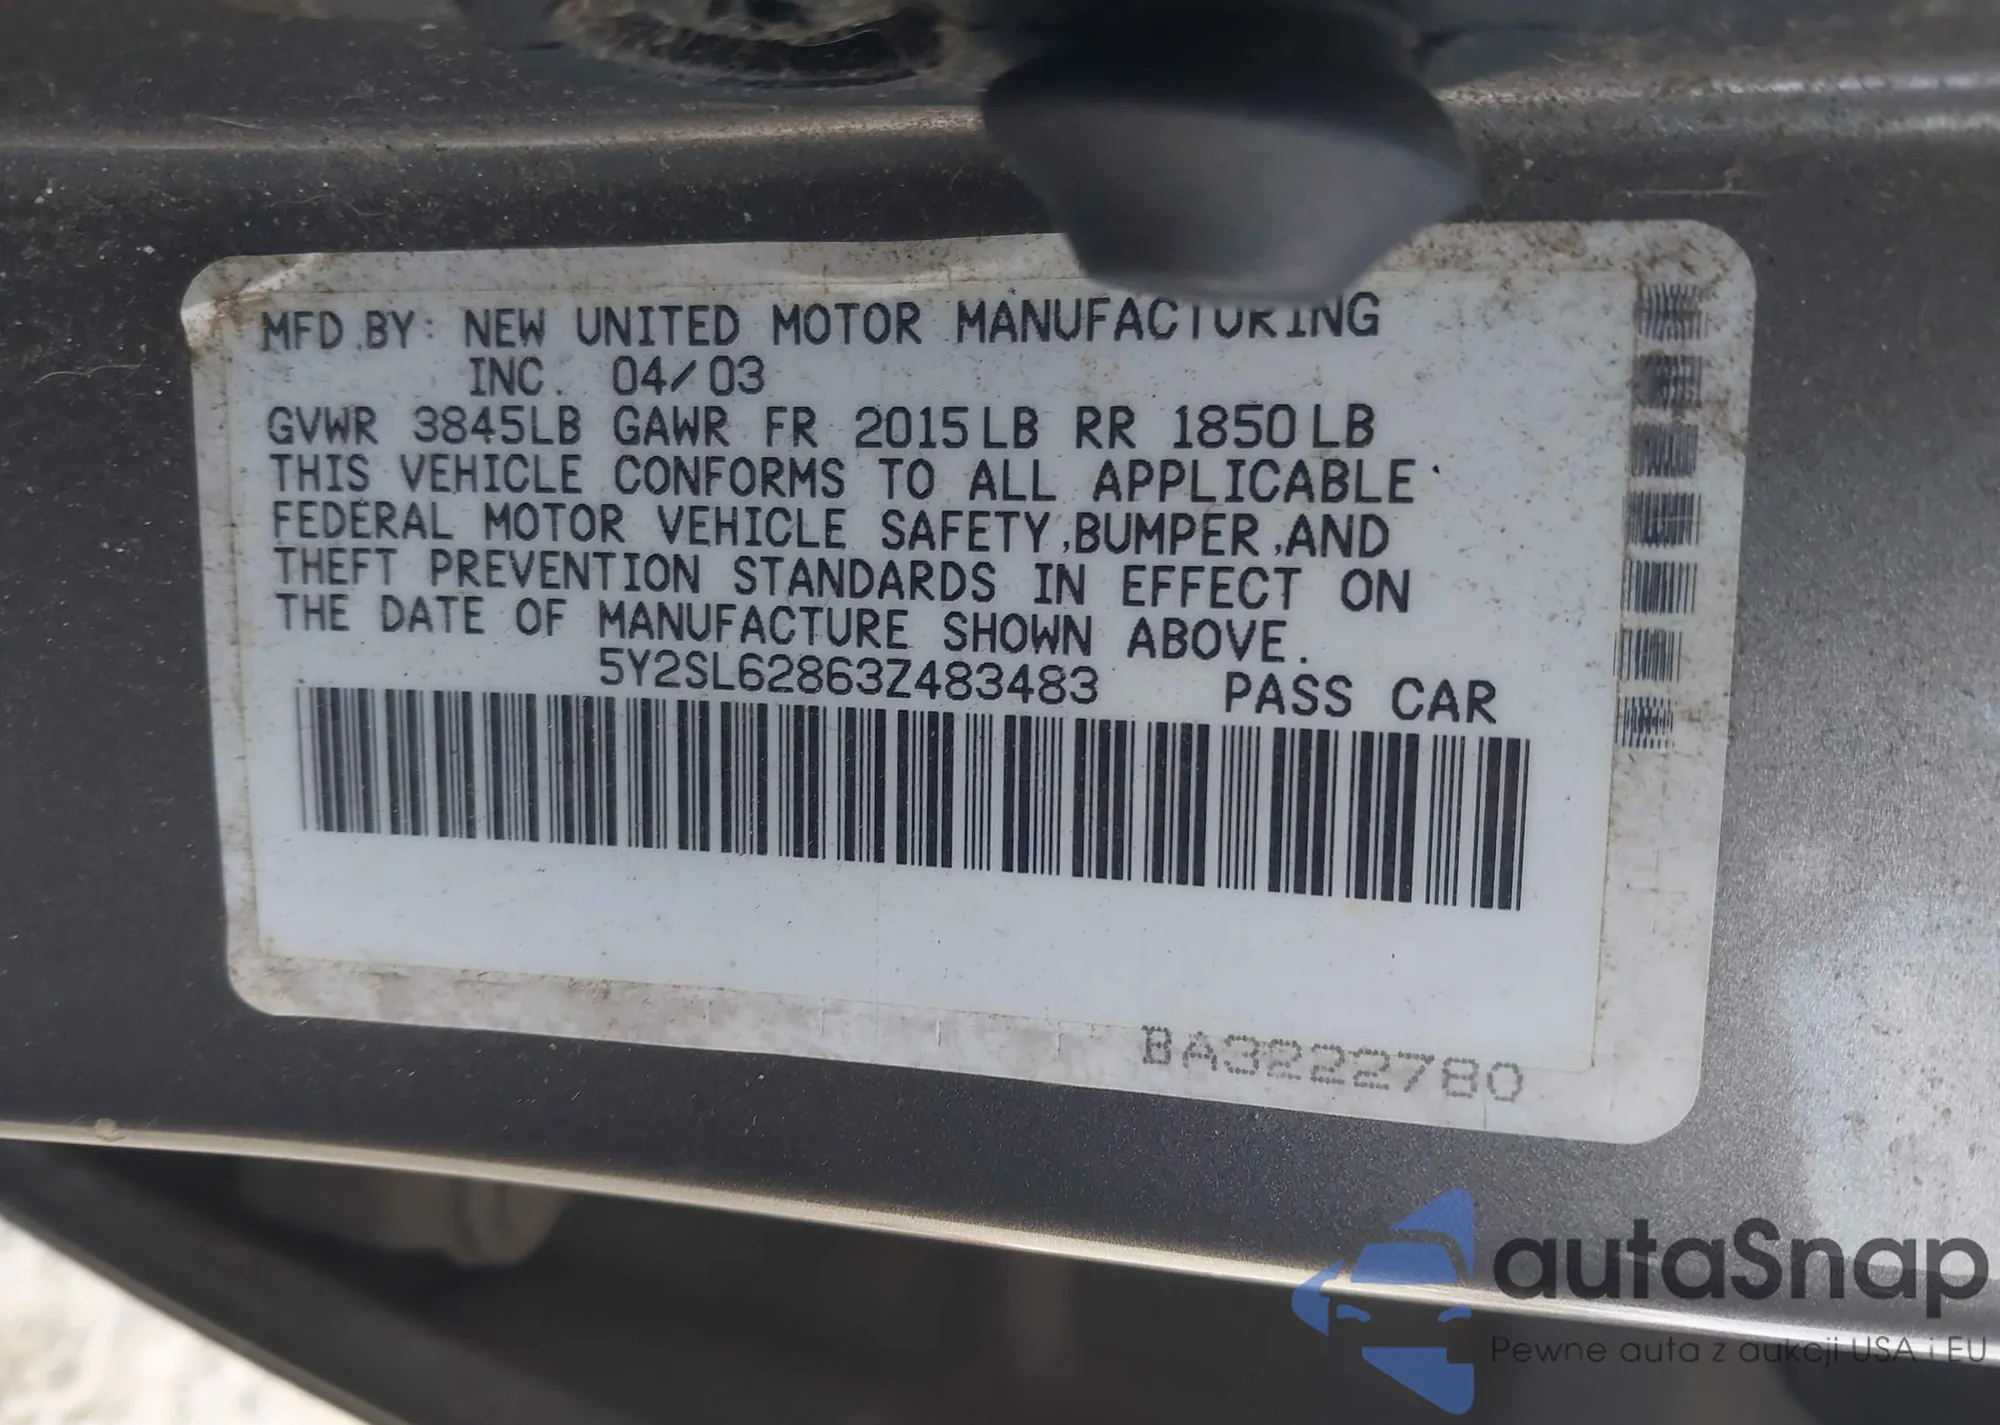 MFD.BY: NEW UNITED MOTOR MANUFACTURING
INC. 04/03
GVWR 3845LB GAWR FR 2015LB RR 1850LB
THIS VEHICLE CONFORMS TO ALL APPLICABLE
FEDERAL MOTOR VEHICLE SAFETY,BUMPER,AND
THEFT PREVENTION STANDARDS IN EFFECT ON
THE DATE OF MANUFACTURE SHOWN ABOVE.
5Y2SL62863Z483483 PASS CAR
BA3222780
autaSnap
Pewne auta z aukcji USA i EU